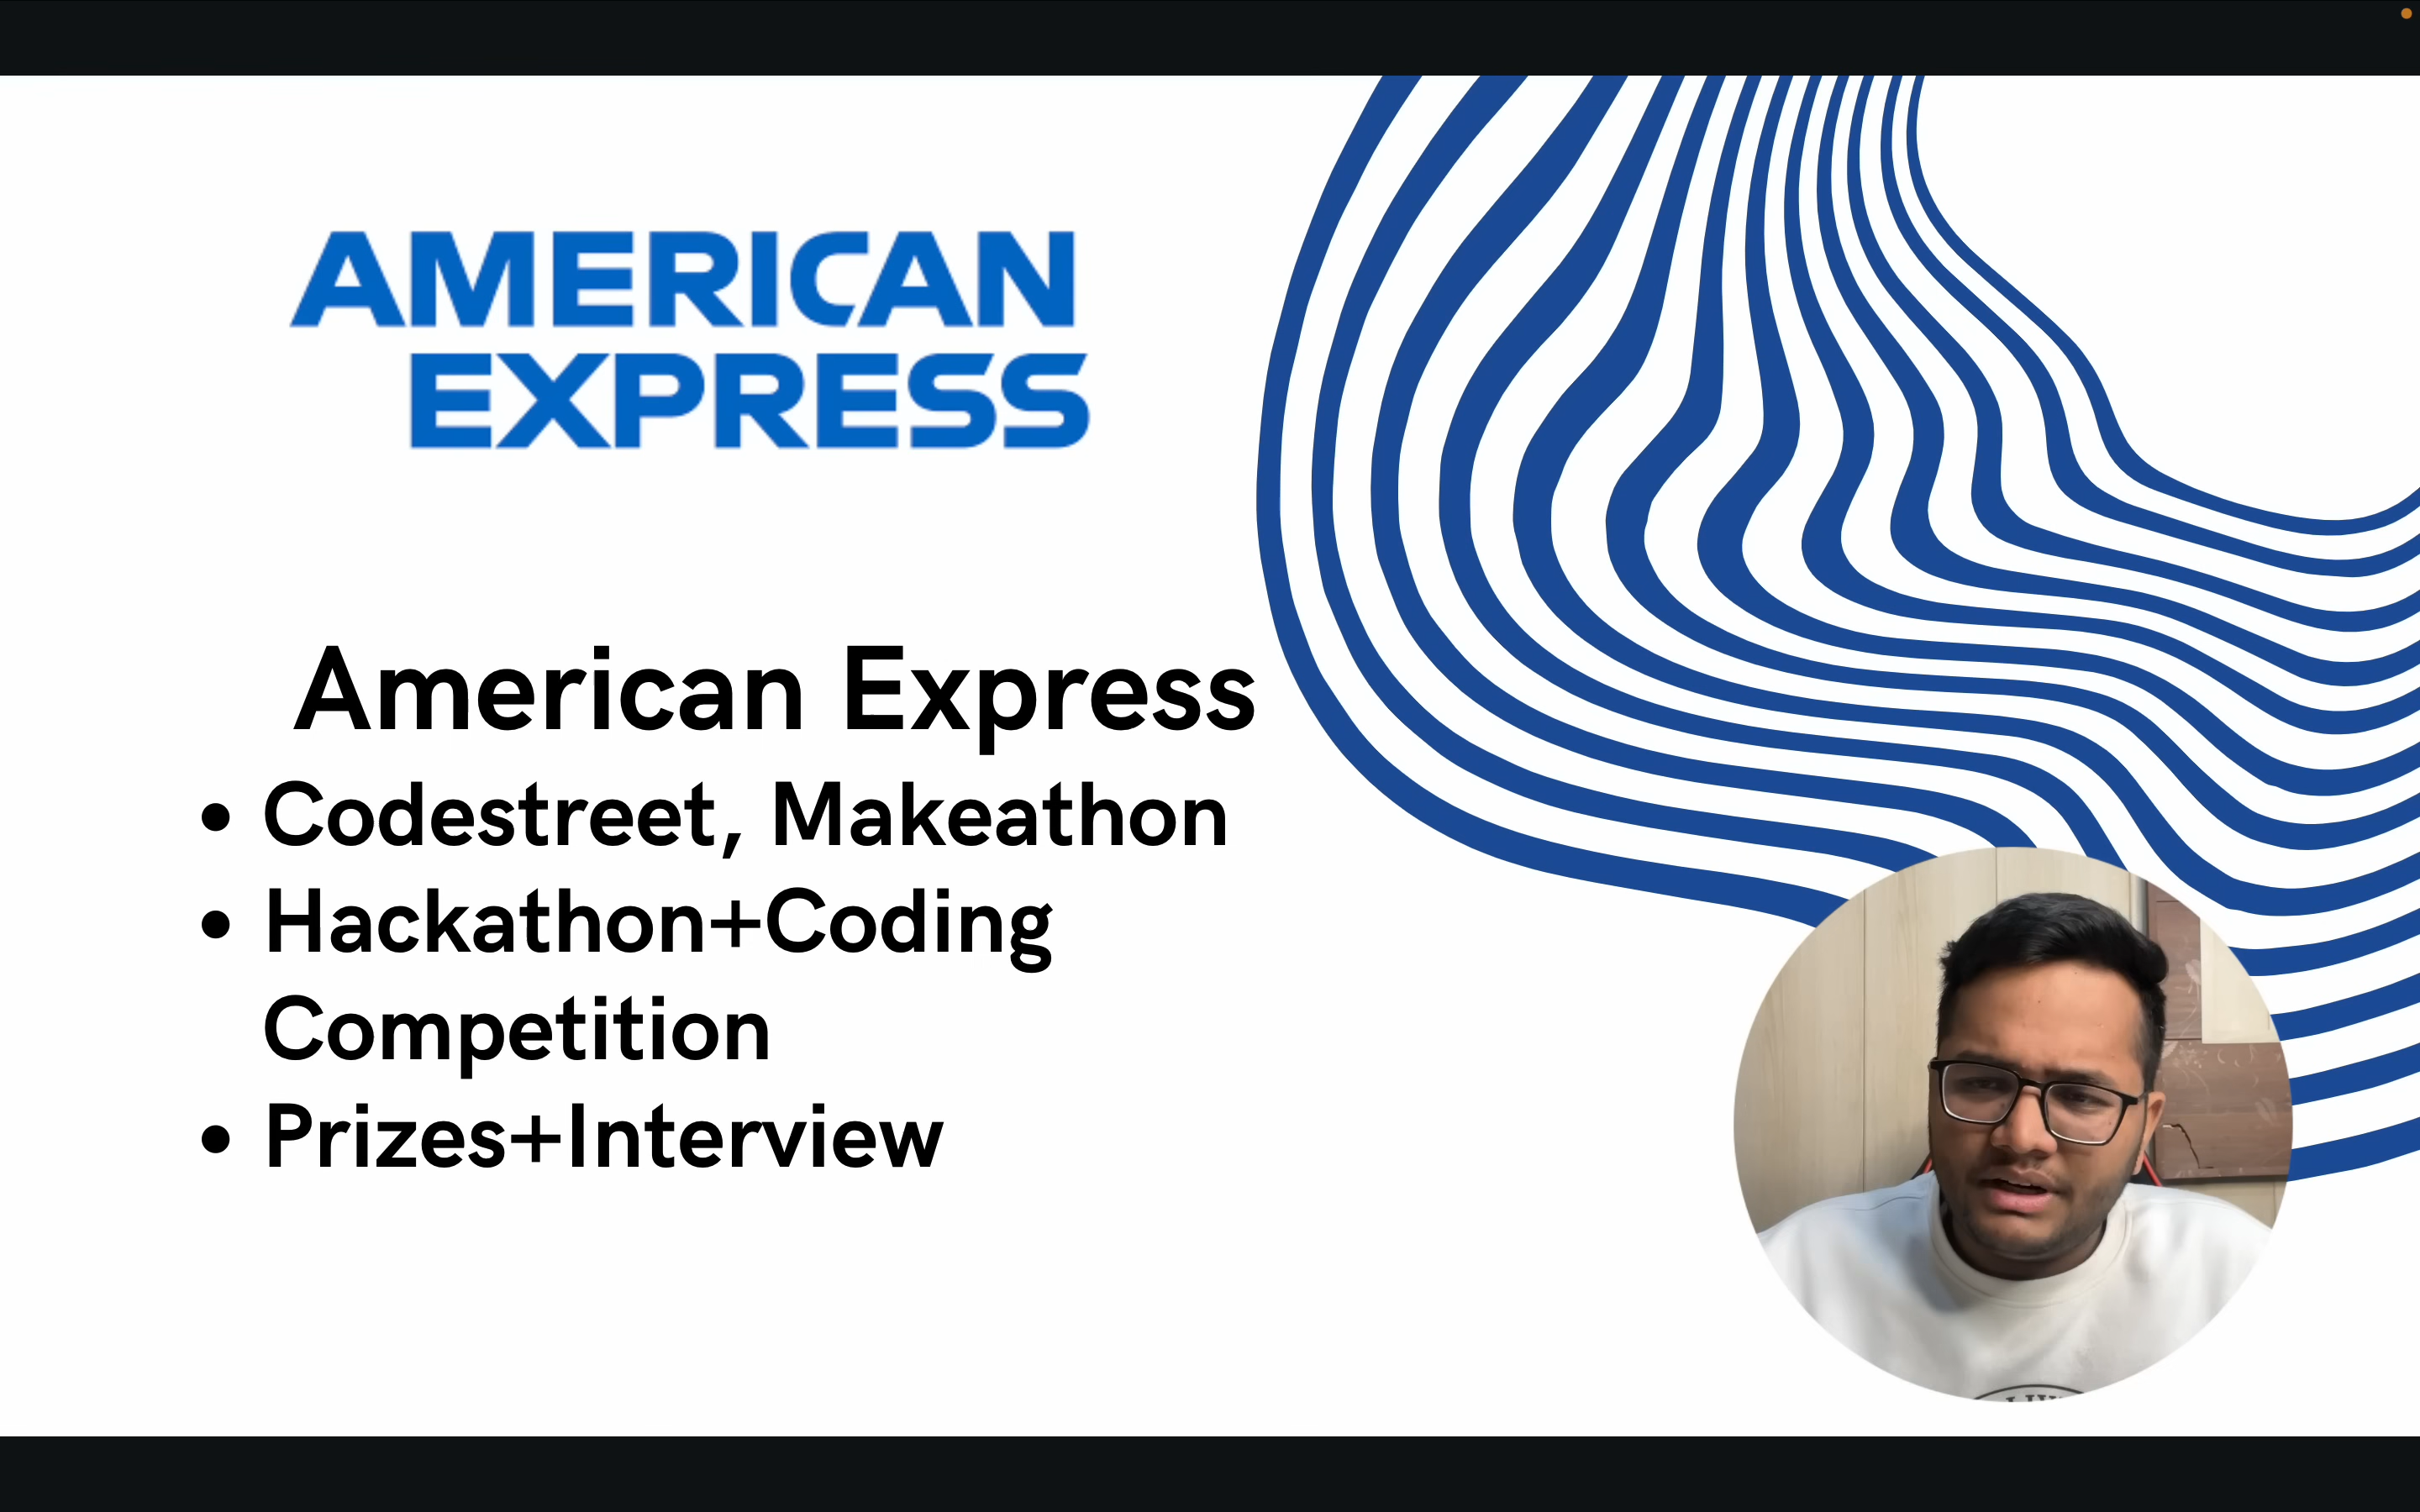 AMERICAN
EXPRESS
American Express
• Codestreet, Makeathon
• Hackathon+Coding
Competition
• Prizes+Interview